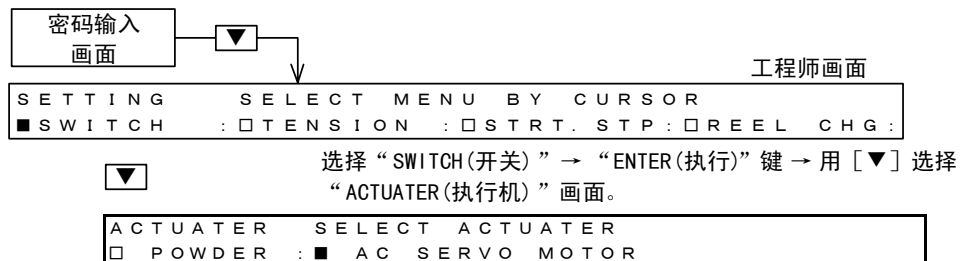 密码输入
画面
▼
工程师画面
SETTING SELECT MENU BY CURSOR
■SWITCH :□TENSION :□STRT. STP:□REEL CHG:
▼
选择“SWITCH(开关)”→ “ENTER(执行)”键→用[▼]选择
“ACTUATER(执行机)”画面。
ACTUATER SELECT ACTUATER
□ POWDER :■ AC SERVO MOTOR